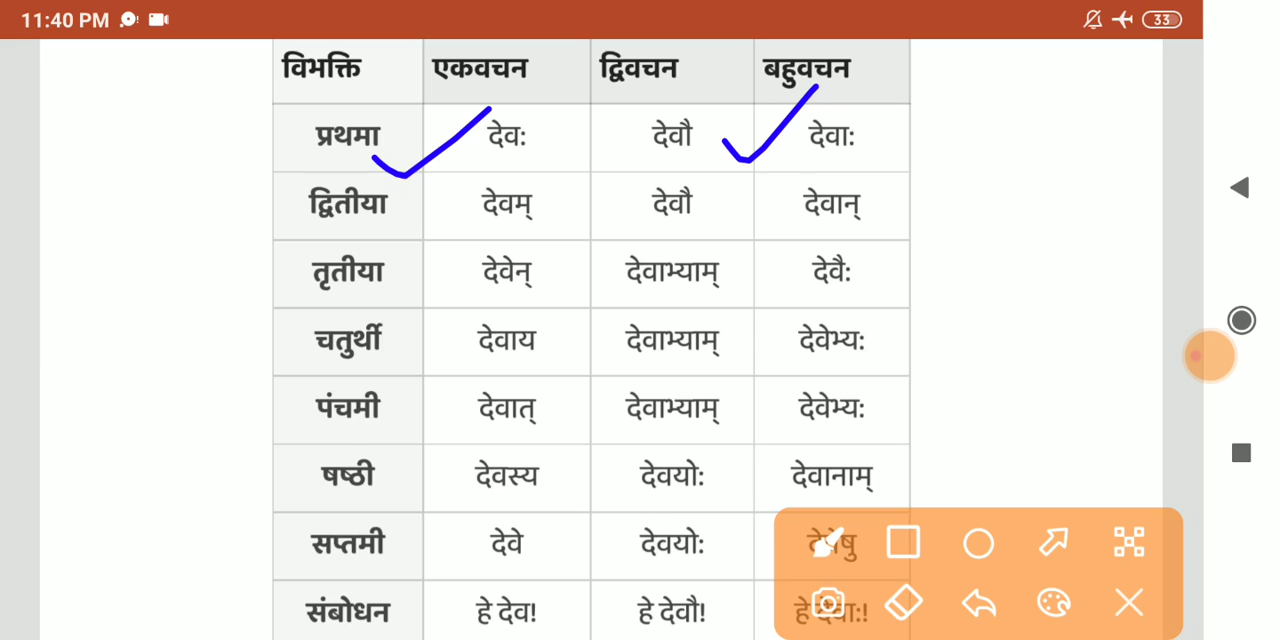 11:40 PM 33
विभक्ति एकवचन द्विवचन बहुवचन
प्रथमा देव: देवौ देवा:
द्वितीया देवम् देवौ देवान्
तृतीया देवेन् देवाभ्याम् देवै:
चतुर्थी देवाय देवाभ्याम् देवेभ्य:
पंचमी देवात् देवाभ्याम् देवेभ्य:
षष्ठी देवस्य देवयो: देवानाम्
सप्तमी देवे देवयो: देवेषु
संबोधन हे देव! हे देवौ! हे देवा:!